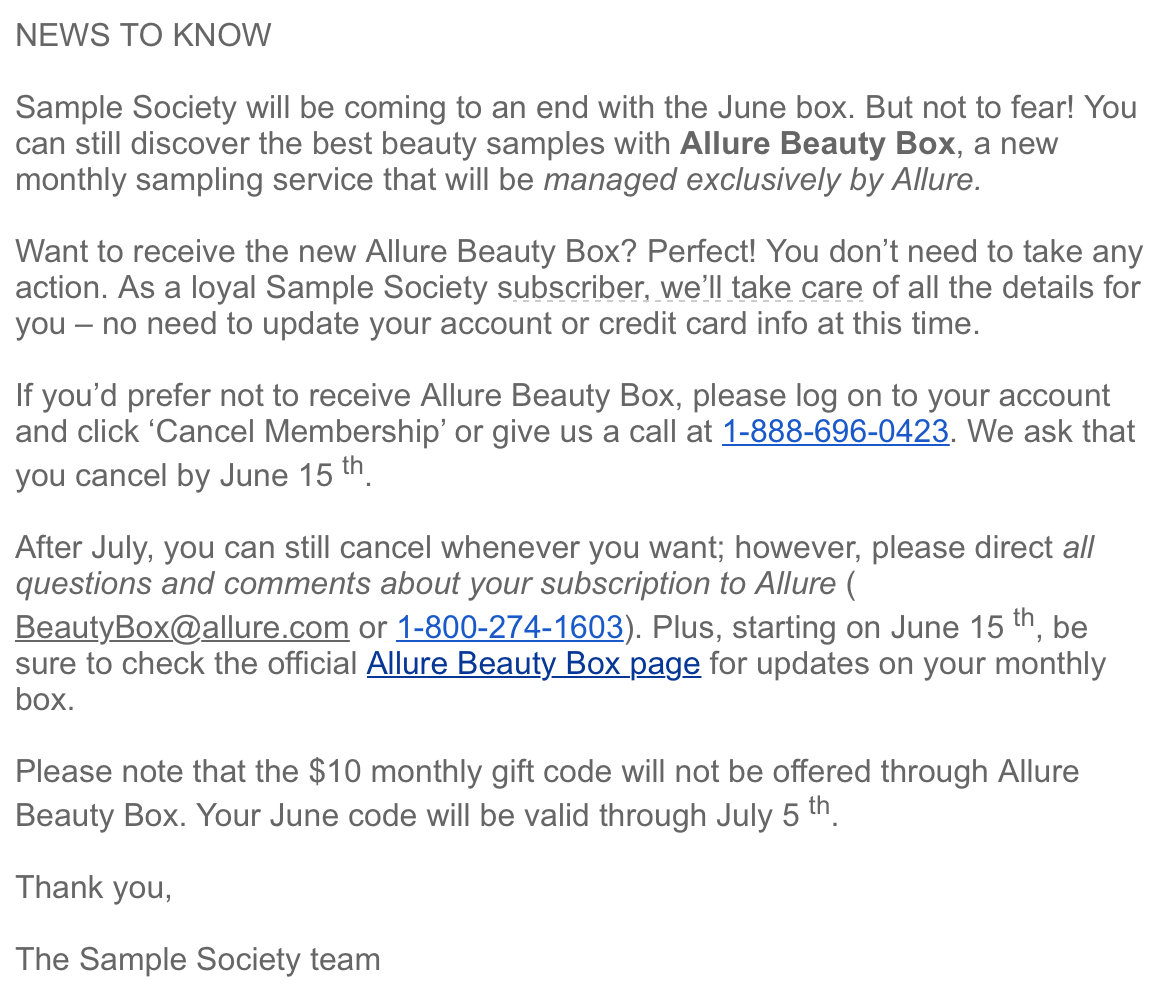 NEWS TO KNOW
Sample Society will be coming to an end with the June box. But not to fear! You
can still discover the best beauty samples with Allure Beauty Box, a new
monthly sampling service that will be managed exclusively by Allure.
Want to receive the new Allure Beauty Box? Perfect! You don’t need to take any
action. As a loyal Sample Society subscriber, we’ll take care of all the details for
you – no need to update your account or credit card info at this time.
If you’d prefer not to receive Allure Beauty Box, please log on to your account
and click ‘Cancel Membership’ or give us a call at 1-888-696-0423. We ask that
you cancel by June 15 th.
After July, you can still cancel whenever you want; however, please direct all
questions and comments about your subscription to Allure (
BeautyBox@allure.com or 1-800-274-1603). Plus, starting on June 15 th, be
sure to check the official Allure Beauty Box page for updates on your monthly
box.
Please note that the $10 monthly gift code will not be offered through Allure
Beauty Box. Your June code will be valid through July 5 th.
Thank you,
The Sample Society team